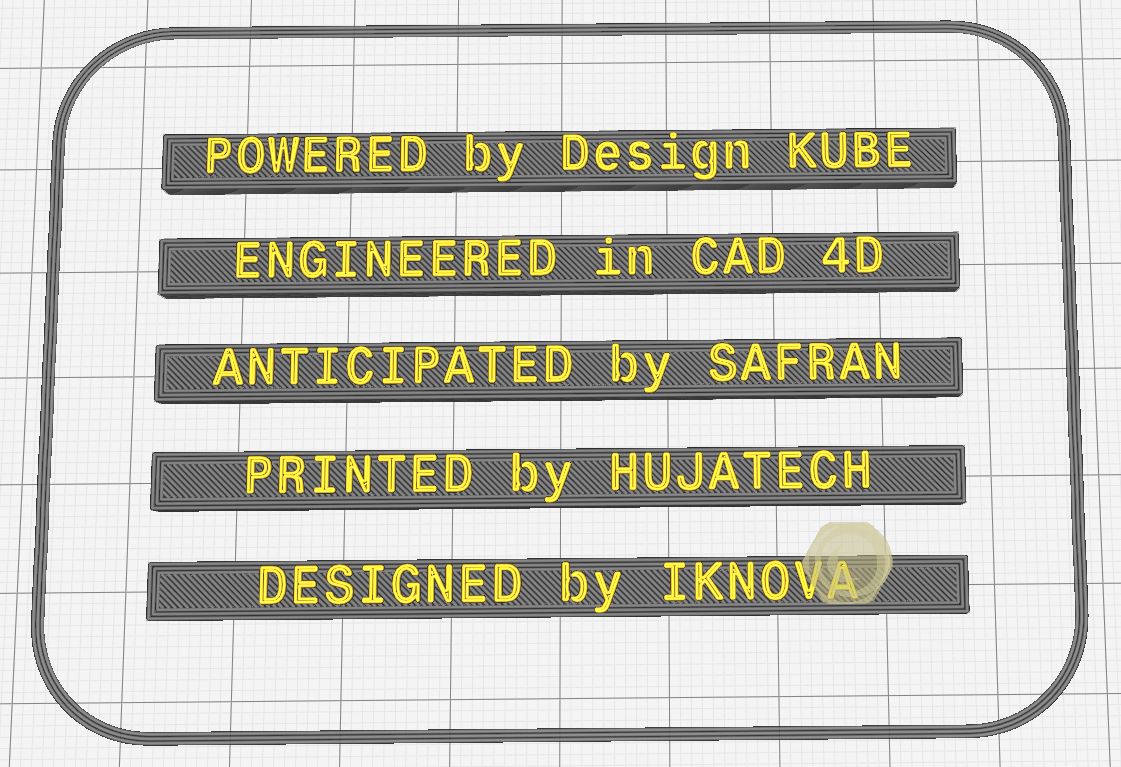 POWERED by Design KUBE
ENGINEERED in CAD 4D
ANTICIPATED by SAFRAN
PRINTED by HUJATECH
DESIGNED by IKNOVA